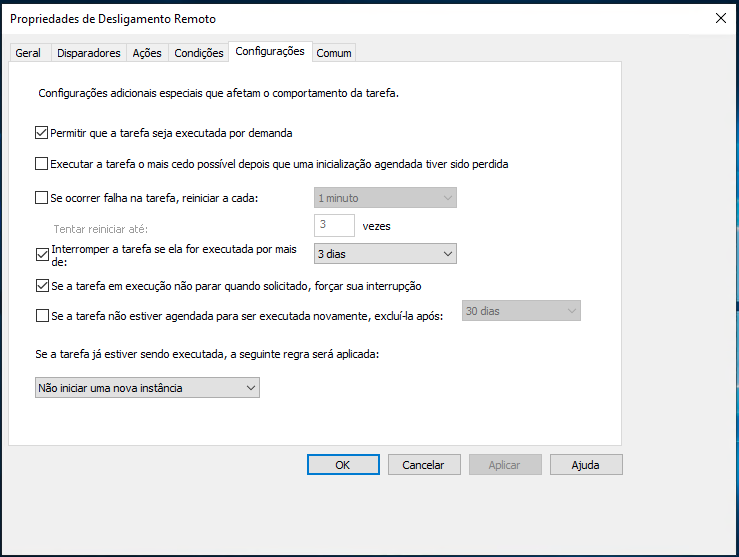 Propriedades de Desligamento Remoto
Geral Disparadores Ações Condições Configurações Comum
Configurações adicionais especiais que afetam o comportamento da tarefa.
Permitir que a tarefa seja executada por demanda
Executar a tarefa o mais cedo possível depois que uma inicialização agendada tiver sido perdida
Se ocorrer falha na tarefa, reiniciar a cada: 1 minuto
Tentar reiniciar até: 3 vezes
Interromper a tarefa se ela for executada por mais
de: 3 dias
Se a tarefa em execução não parar quando solicitado, forçar sua interrupção
Se a tarefa não estiver agendada para ser executada novamente, excluí-la após: 30 dias
Se a tarefa já estiver sendo executada, a seguinte regra será aplicada:
Não iniciar uma nova instância
OK Cancelar Aplicar Ajuda